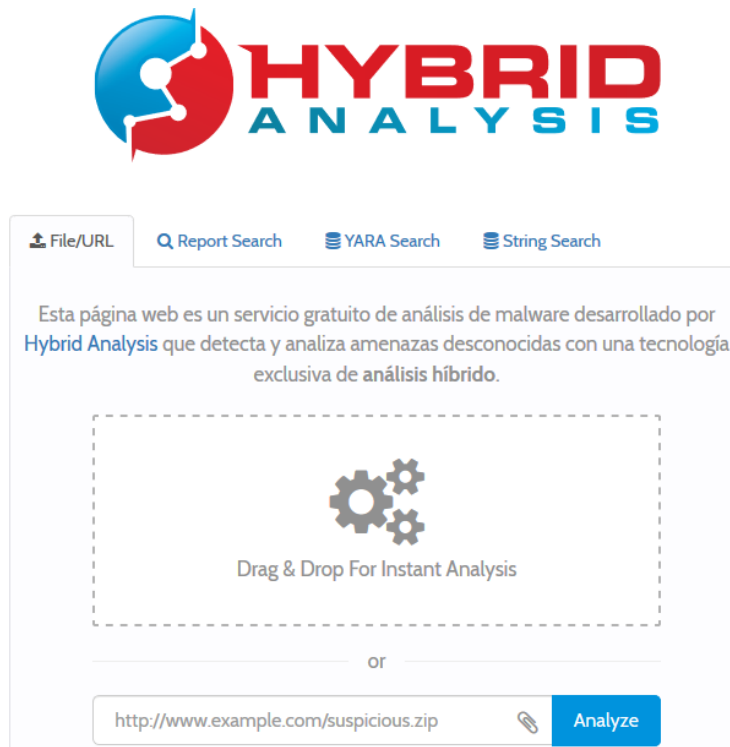 HYBRID
ANALYSIS
File/URL
Report Search
YARA Search
String Search
Esta página web es un servicio gratuito de análisis de malware desarrollado por
Hybrid Analysis que detecta y analiza amenazas desconocidas con una tecnología
exclusiva de análisis híbrido.
Drag & Drop For Instant Analysis
or
http://www.example.com/suspicious.zip
Analyze